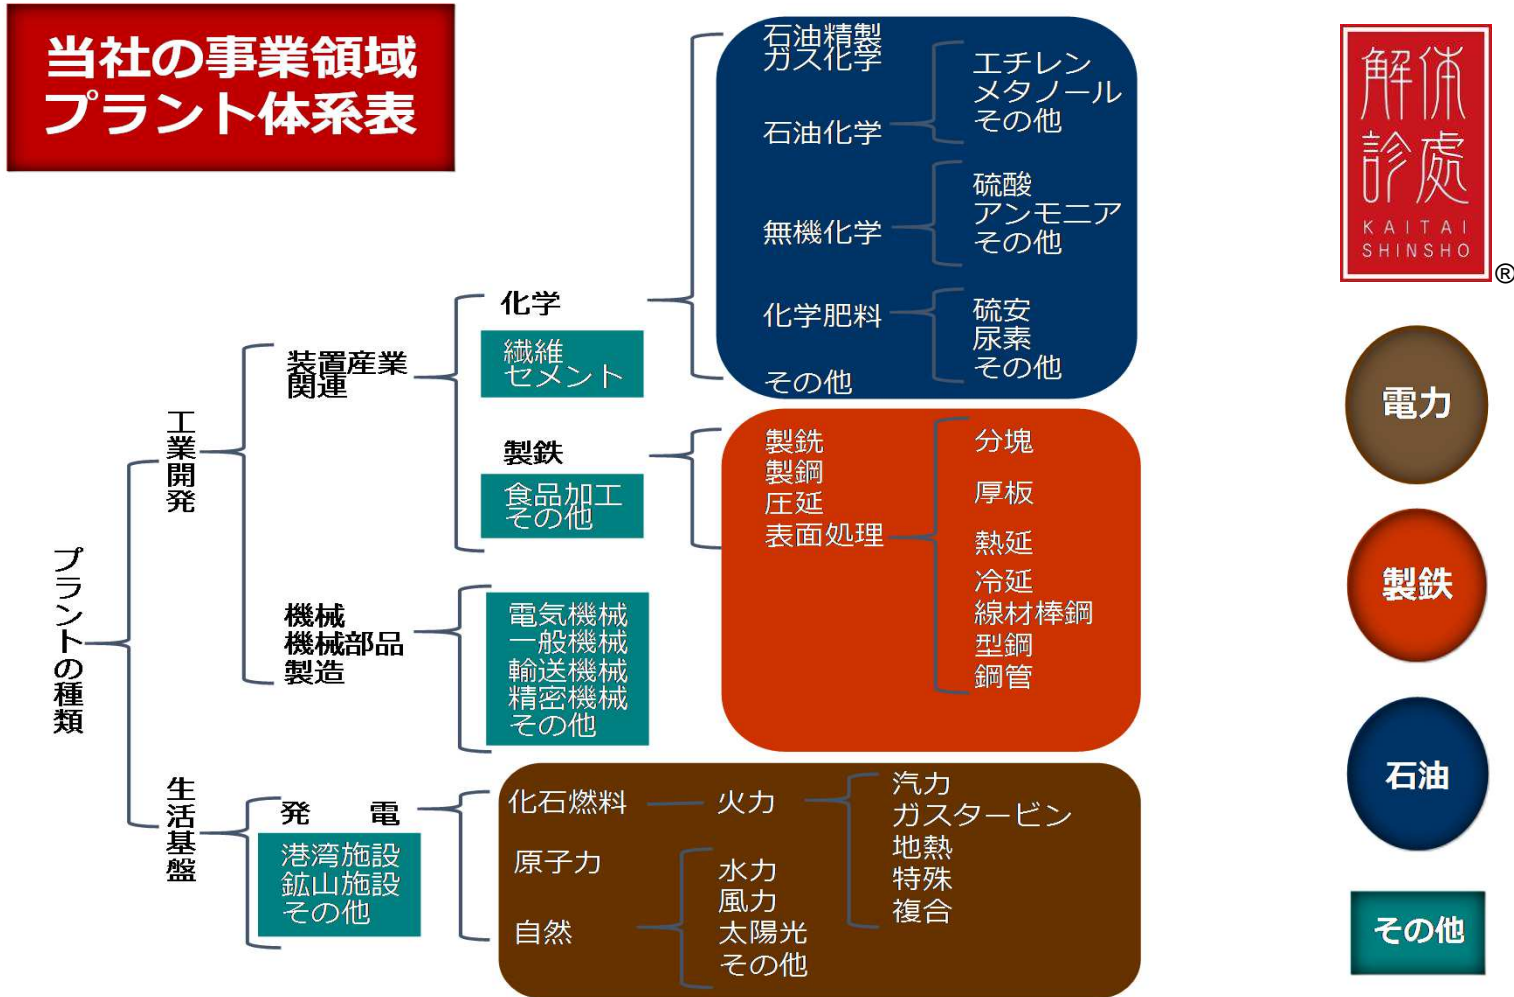 当社の事業領域
プラント体系表
プラントの種類
工業開発
装置産業
関連
化学
繊維
セメント
石油精製
ガス化学
石油化学
エチレン
メタノール
その他
無機化学
硫酸
アンモニア
その他
化学肥料
硫安
尿素
その他
その他
製鉄
食品加工
その他
製銑
製鋼
圧延
表面処理
分塊
厚板
熱延
冷延
線材棒鋼
型鋼
鋼管
機械
機械部品
製造
電気機械
一般機械
輸送機械
精密機械
その他
生活基盤
発 電
港湾施設
鉱山施設
その他
化石燃料
火力
汽力
ガスタービン
地熱
特殊
複合
原子力
自然
水力
風力
太陽光
その他
解体
診處
KAITAI
SHINSHO
®
電力
製鉄
石油
その他